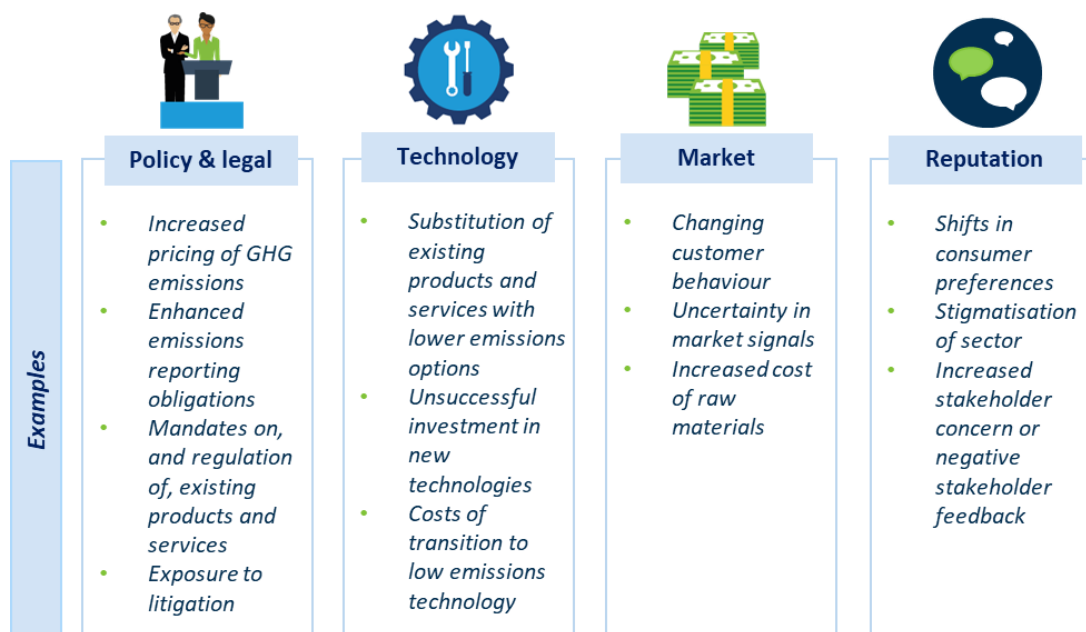 Policy & legal
Technology
Market
Reputation
Examples
• Increased
pricing of GHG
emissions
• Enhanced
emissions
reporting
obligations
• Mandates on,
and regulation
of, existing
products and
services
• Exposure to
litigation
• Substitution of
existing
products and
services with
lower emissions
options
• Unsuccessful
investment in
new
technologies
• Costs of
transition to
low emissions
technology
• Changing
customer
behaviour
• Uncertainty in
market signals
• Increased cost
of raw
materials
• Shifts in
consumer
preferences
• Stigmatisation
of sector
• Increased
stakeholder
concern or
negative
stakeholder
feedback